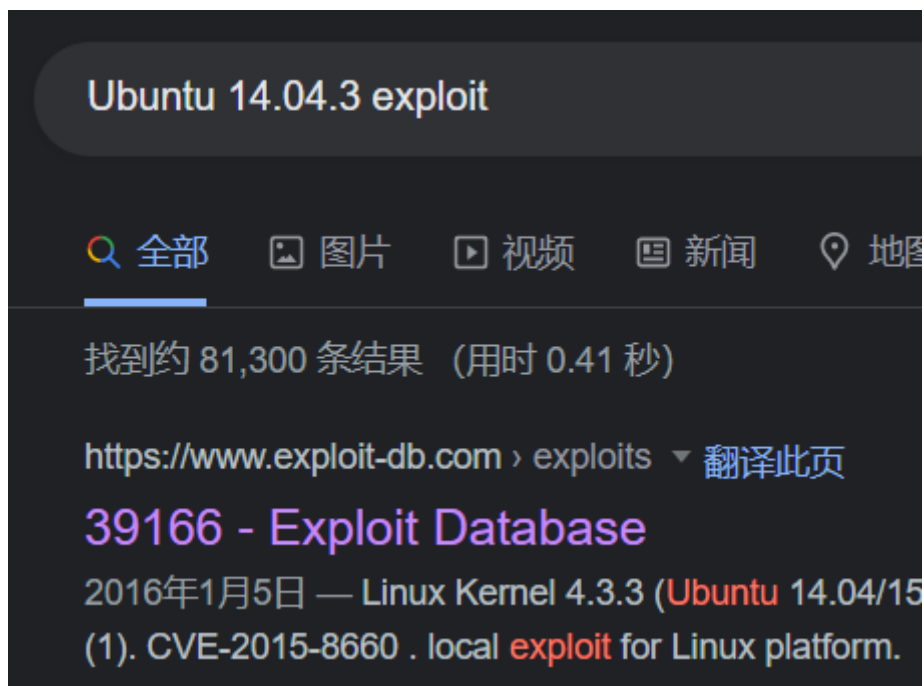 Ubuntu 14.04.3 exploit
全部 图片 视频 新闻 地图
找到约 81,300 条结果 (用时 0.41 秒)
https://www.exploit-db.com › exploits 翻译此页
39166 - Exploit Database
2016年1月5日 — Linux Kernel 4.3.3 (Ubuntu 14.04/15
(1). CVE-2015-8660 . local exploit for Linux platform.